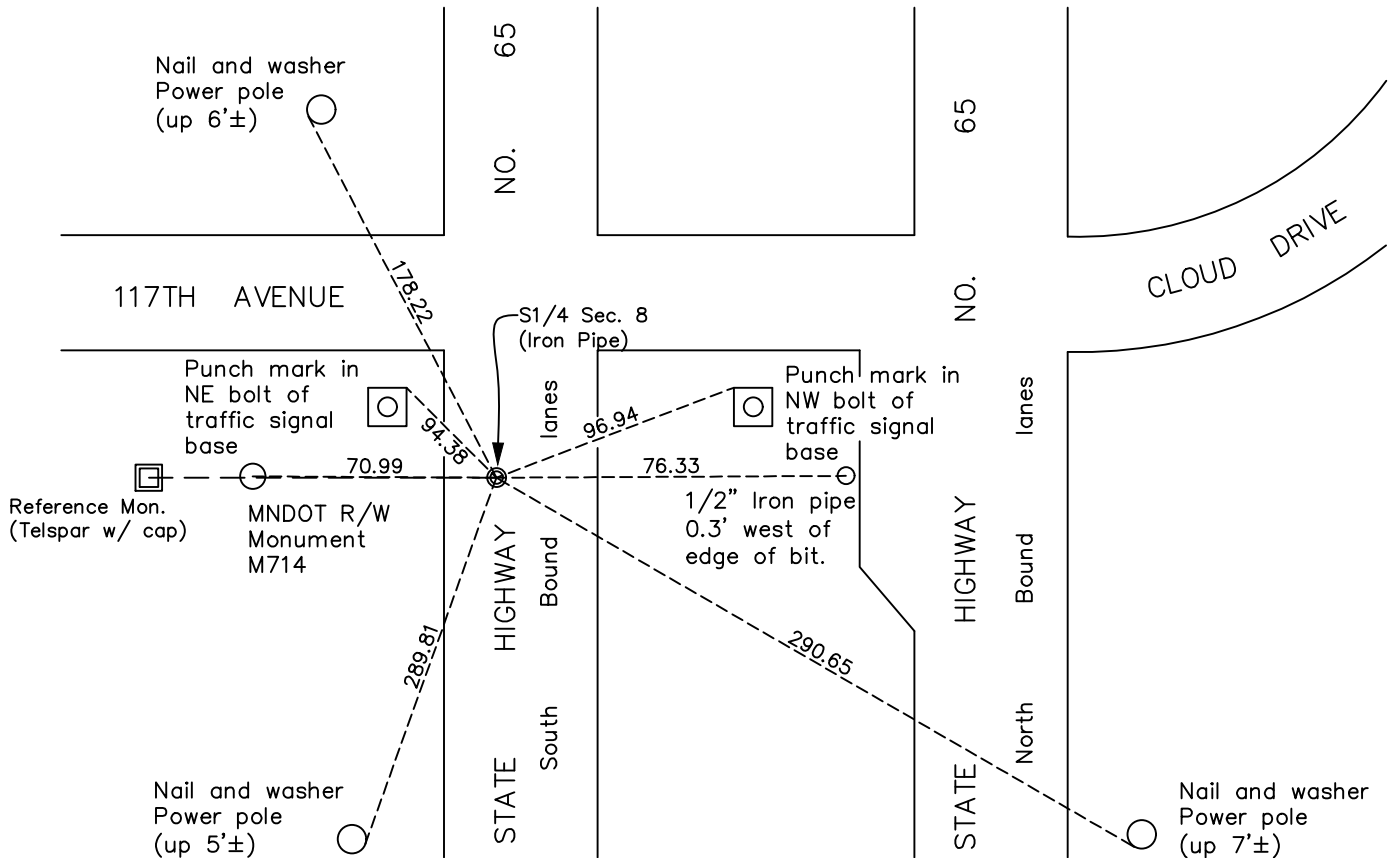 65
NO.
65
NO.
Nail and washer
Power pole
(up 6'±)
CLOUD DRIVE
117TH AVENUE
178.22
S1/4 Sec. 8
(Iron Pipe)
Punch mark in
NE bolt of
traffic signal
base
94.38
96.94
Punch mark in
NW bolt of
traffic signal
base
lanes
lanes
70.99
76.33
Reference Mon.
(Telspar w/ cap)
MNDOT R/W
Monument
M714
1/2" Iron pipe
0.3' west of
edge of bit.
HIGHWAY
Bound
HIGHWAY
Bound
289.81
290.65
South
North
STATE
STATE
Nail and washer
Power pole
(up 5'±)
Nail and washer
Power pole
(up 7'±)